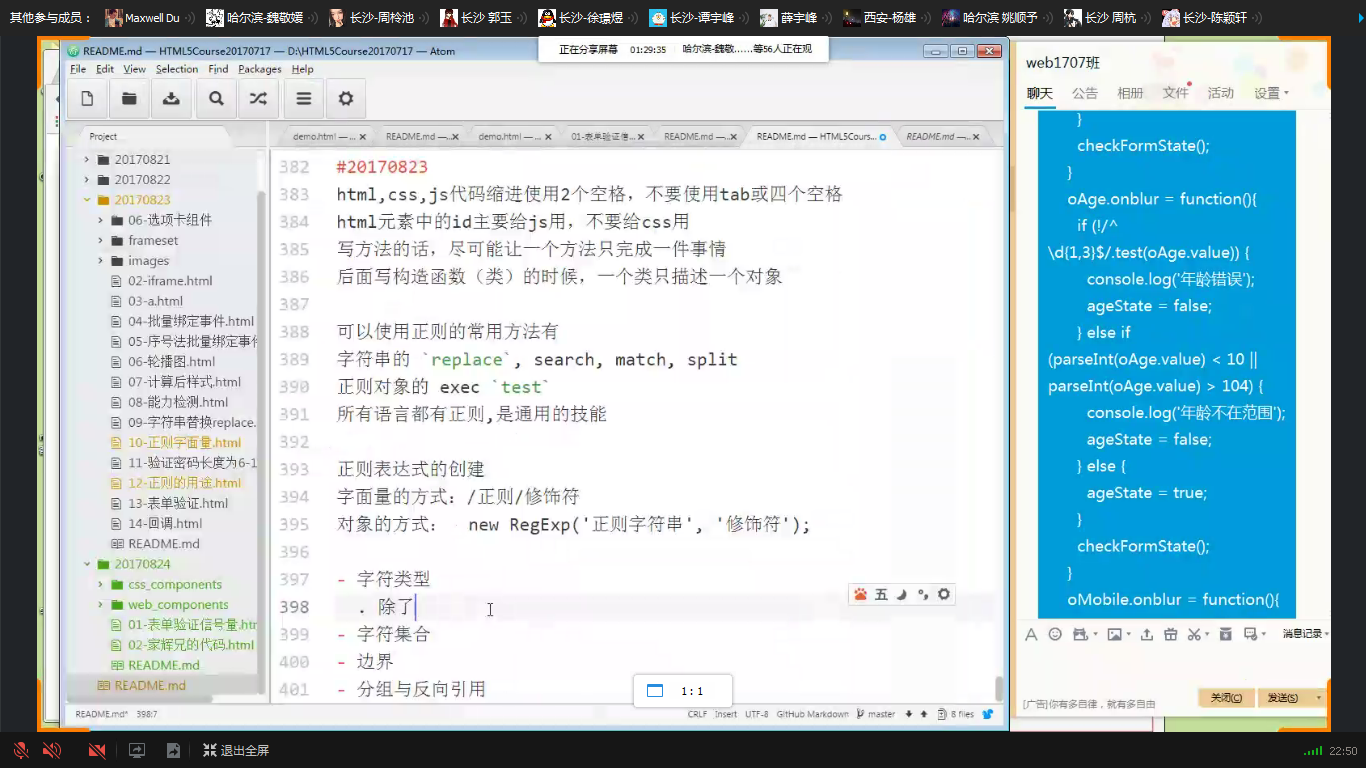 其他参与成员：
Maxwell Du
哈尔滨-魏敬媛
长沙-周柃池
长沙 郭玉
长沙-徐璟煜
长沙-谭宇峰
薛宇峰
西安-杨雄
哈尔滨 姚顺予
长沙 周杭
长沙-陈颖轩
README.md — HTML5Course20170717 — D:\HTML5Course20170717 — Atom
正在分享屏幕 01:29:35 哈尔滨-魏敬......等56人正在观
File Edit View Selection Find Packages Help
Project
demo.html — ...
README.md —...
demo.html — ...
01-表单验证信...
README.md —...
README.md — HTML5Cours...
README.md —...
20170821
20170822
20170823
06-选项卡组件
frameset
images
02-iframe.html
03-a.html
04-批量绑定事件.html
05-序号法批量绑定事件
06-轮播图.html
07-计算后样式.html
08-能力检测.html
09-字符串替换replace.
10-正则字面量.html
11-验证密码长度为6-1
12-正则的用途.html
13-表单验证.html
14-回调.html
README.md
20170824
css_components
web_components
01-表单验证信号量.htm
02-家辉兄的代码.html
README.md
README.md
382 #20170823
383 html,css,js代码缩进使用2个空格，不要使用tab或四个空格
384 html元素中的id主要给js用，不要给css用
385 写方法的话，尽可能让一个方法只完成一件事情
386 后面写构造函数（类）的时候，一个类只描述一个对象
387
388 可以使用正则的常用方法有
389 字符串的 `replace`, search, match, split
390 正则对象的 exec `test`
391 所有语言都有正则,是通用的技能
392
393 正则表达式的创建
394 字面量的方式：/正则/修饰符
395 对象的方式： new RegExp('正则字符串', '修饰符');
396
397 - 字符类型
398 . 除了
399 - 字符集合
400 - 边界
401 - 分组与反向引用
五
1:1
README.md* 398:7
CRLF Insert UTF-8 GitHub Markdown master 8 files
web1707班
聊天 公告 相册 文件 活动 设置
}
checkFormState();
}
oAge.onblur = function(){
if (!/^
\d{1,3}$/.test(oAge.value)) {
console.log('年龄错误');
ageState = false;
} else if
(parseInt(oAge.value) < 10 ||
parseInt(oAge.value) > 104) {
console.log('年龄不在范围');
ageState = false;
} else {
ageState = true;
}
checkFormState();
}
oMobile.onblur = function(){
消息记录
[广告]你有多自律，就有多自由
关闭(C) 发送(S)
退出全屏
22:50